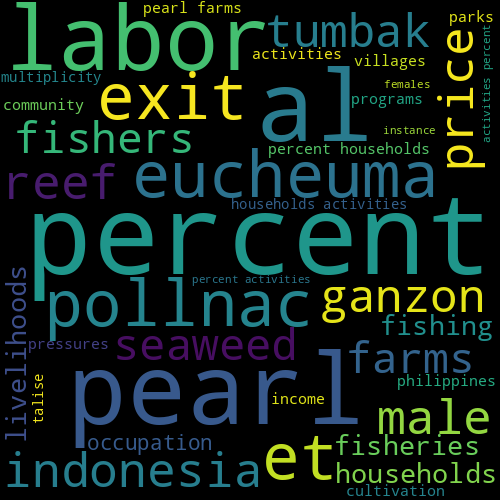 pearl farms
parks
labor
tumbak
activities
villages
multiplicity
females
exit
al
programs
price
activities percent
community
instance
fishers
percent households
reef
eucheuma
households activities
percent
percent activities
pollnac
ganzon
livelihoods
fishing
pressures
seaweed
farms
pearl
philippines
talise
income
male
occupation
et
fisheries
indonesia
households
cultivation